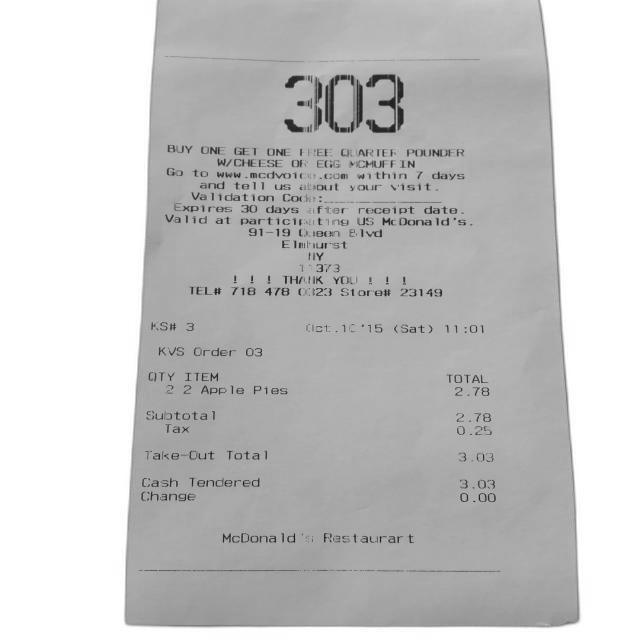 303
BUY ONE GET ONE FREE QUARTER POUNDER
W/CHEESE OR EGG MCMUFFIN
Go to www.mcdvoice.com within 7 days
and tell us about your visit.
Validation Code:_______________
Expires 30 days after receipt date.
Valid at participating US McDonald's.
91-19 Queen Blvd
Elmhurst
NY
11373
! ! ! THANK YOU ! ! !
TEL# 718 478 0323 Store# 23149
KS# 3 Oct.10'15 (Sat) 11:01
KVS Order 03
QTY ITEM TOTAL
2 2 Apple Pies 2.78
Subtotal 2.78
Tax 0.25
Take-Out Total 3.03
Cash Tendered 3.03
Change 0.00
McDonald's Restaurart